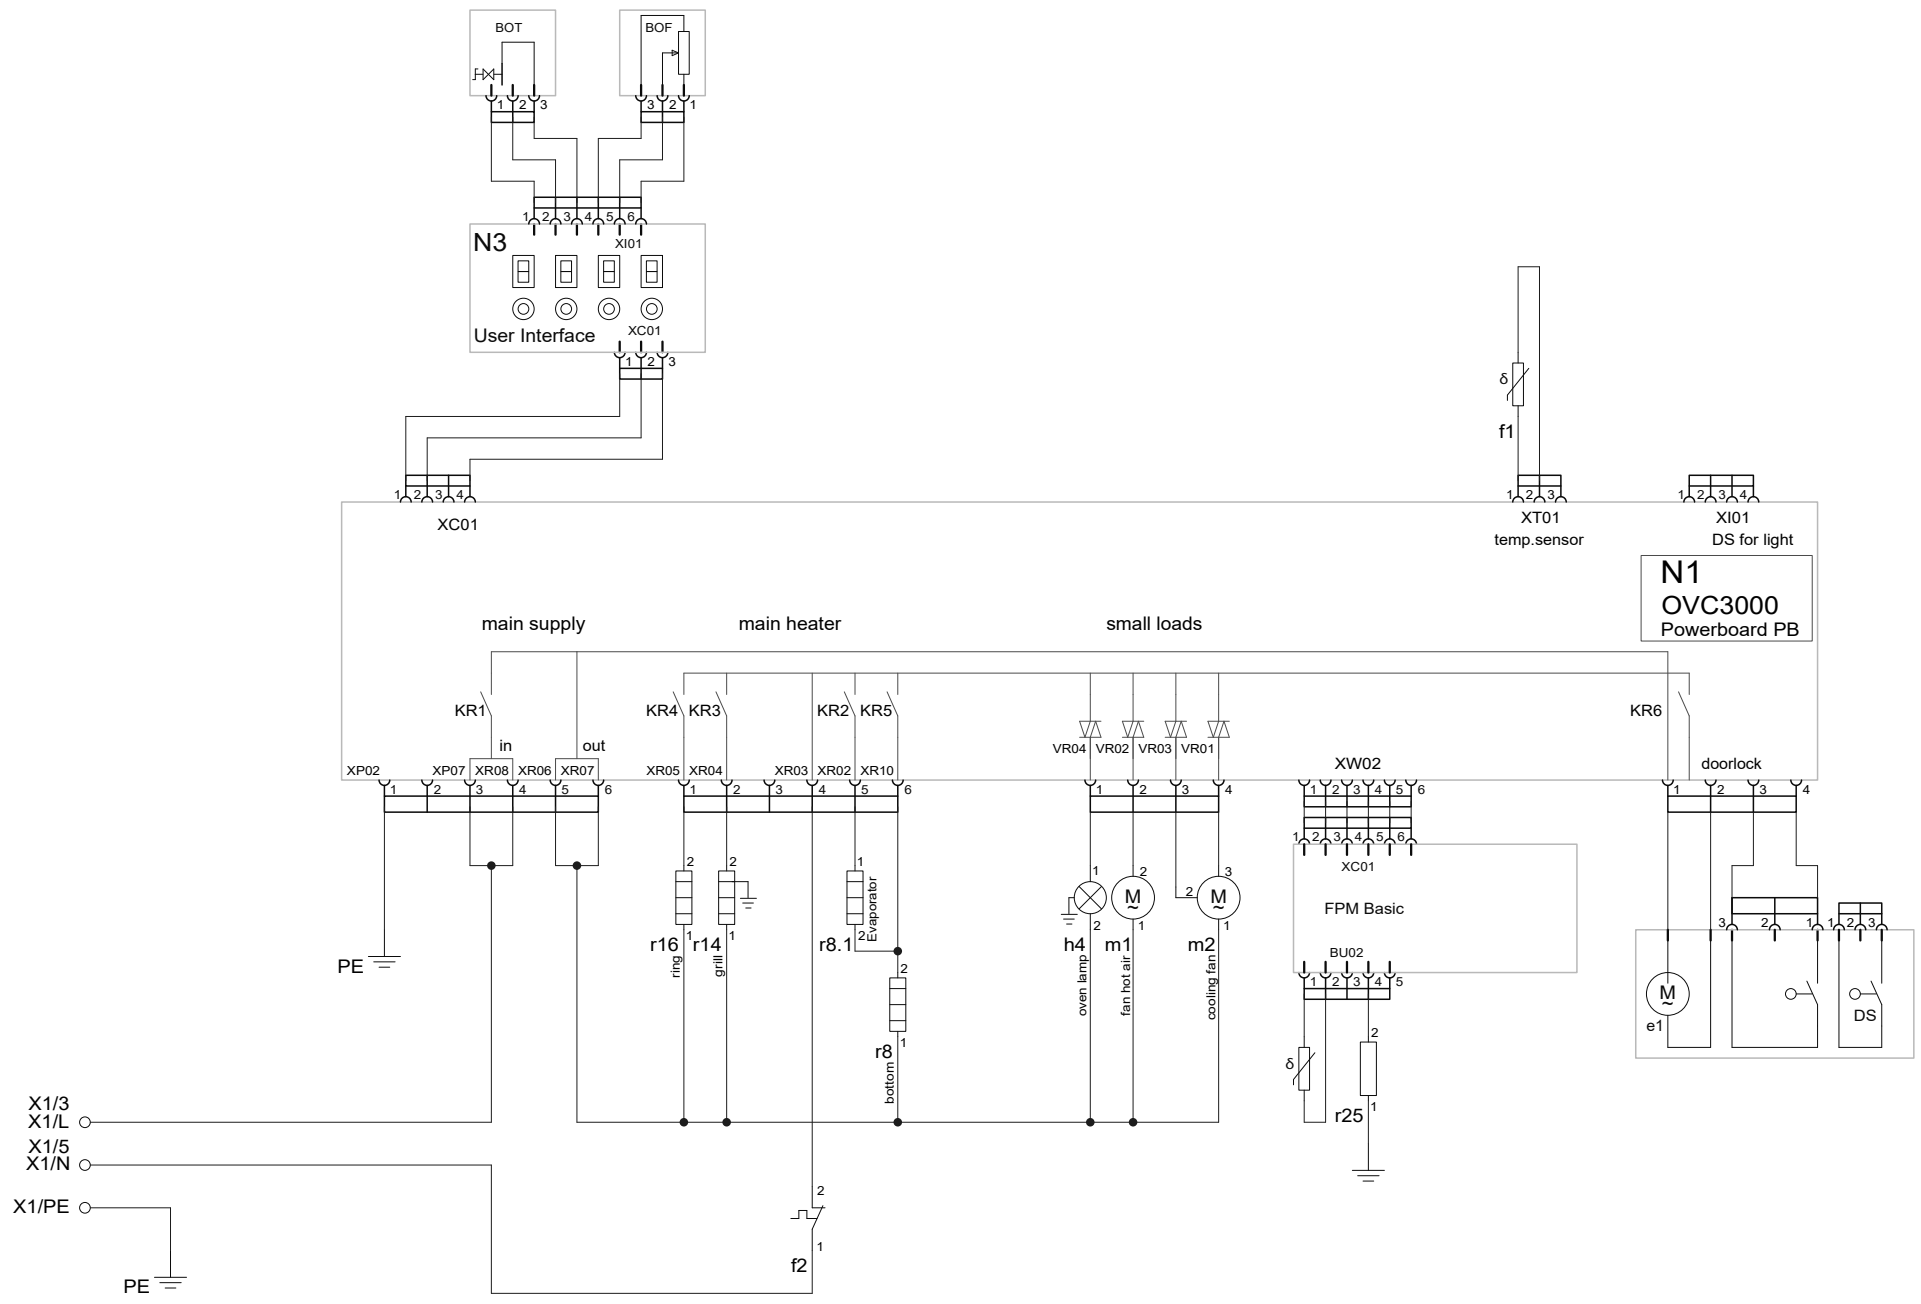 BOT
BOF
1 2 3
3 2 1
1 2 3 4 5 6
N3
XI01
User Interface
XC01
1 2 3
δ
f1
1 2 3 4
1 2 3
1 2 3 4
XC01
XT01
XI01
temp.sensor
DS for light
N1
OVC3000
Powerboard PB
main supply
main heater
small loads
KR1
KR4
KR3
KR2
KR5
KR6
in
out
VR04
VR02
VR03
VR01
XP02
XP07
XR08
XR06
XR07
XR05
XR04
XR03
XR02
XR10
XW02
doorlock
1 2 3 4 5 6
1 2 3 4 5 6
1 2 3 4
1 2 3 4 5 6
1 2 3 4
1 2 3 4 5 6
XC01
FPM Basic
BU02
1 2 3 4 5
2
1
r16
ring
2
1
r14
grill
1
2
r8.1
Evaporator
2
1
r8
bottom
1
2
h4
oven lamp
2
M
~
1
m1
fan hot air
3
2
M
~
1
m2
cooling fan
3 2 1
1 2 3
M
~
e1
DS
δ
2
r25
1
PE
X1/3
X1/L
X1/5
X1/N
X1/PE
PE
2
1
f2